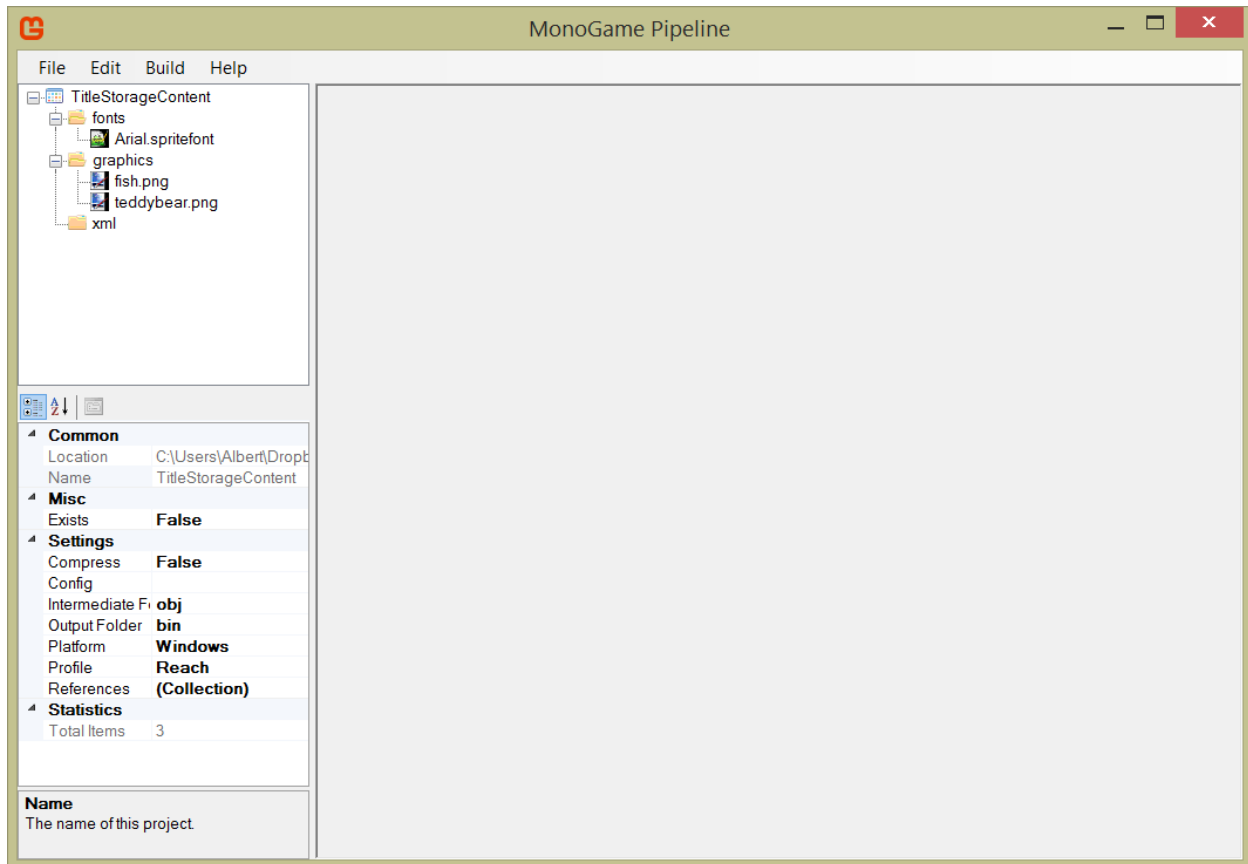 MonoGame Pipeline
File Edit Build Help
TitleStorageContent
fonts
Arial.spritefont
graphics
fish.png
teddybear.png
xml
Common
Location C:\Users\Albert\Dropb
Name TitleStorageContent
Misc
Exists False
Settings
Compress False
Config
Intermediate F obj
Output Folder bin
Platform Windows
Profile Reach
References (Collection)
Statistics
Total Items 3
Name
The name of this project.